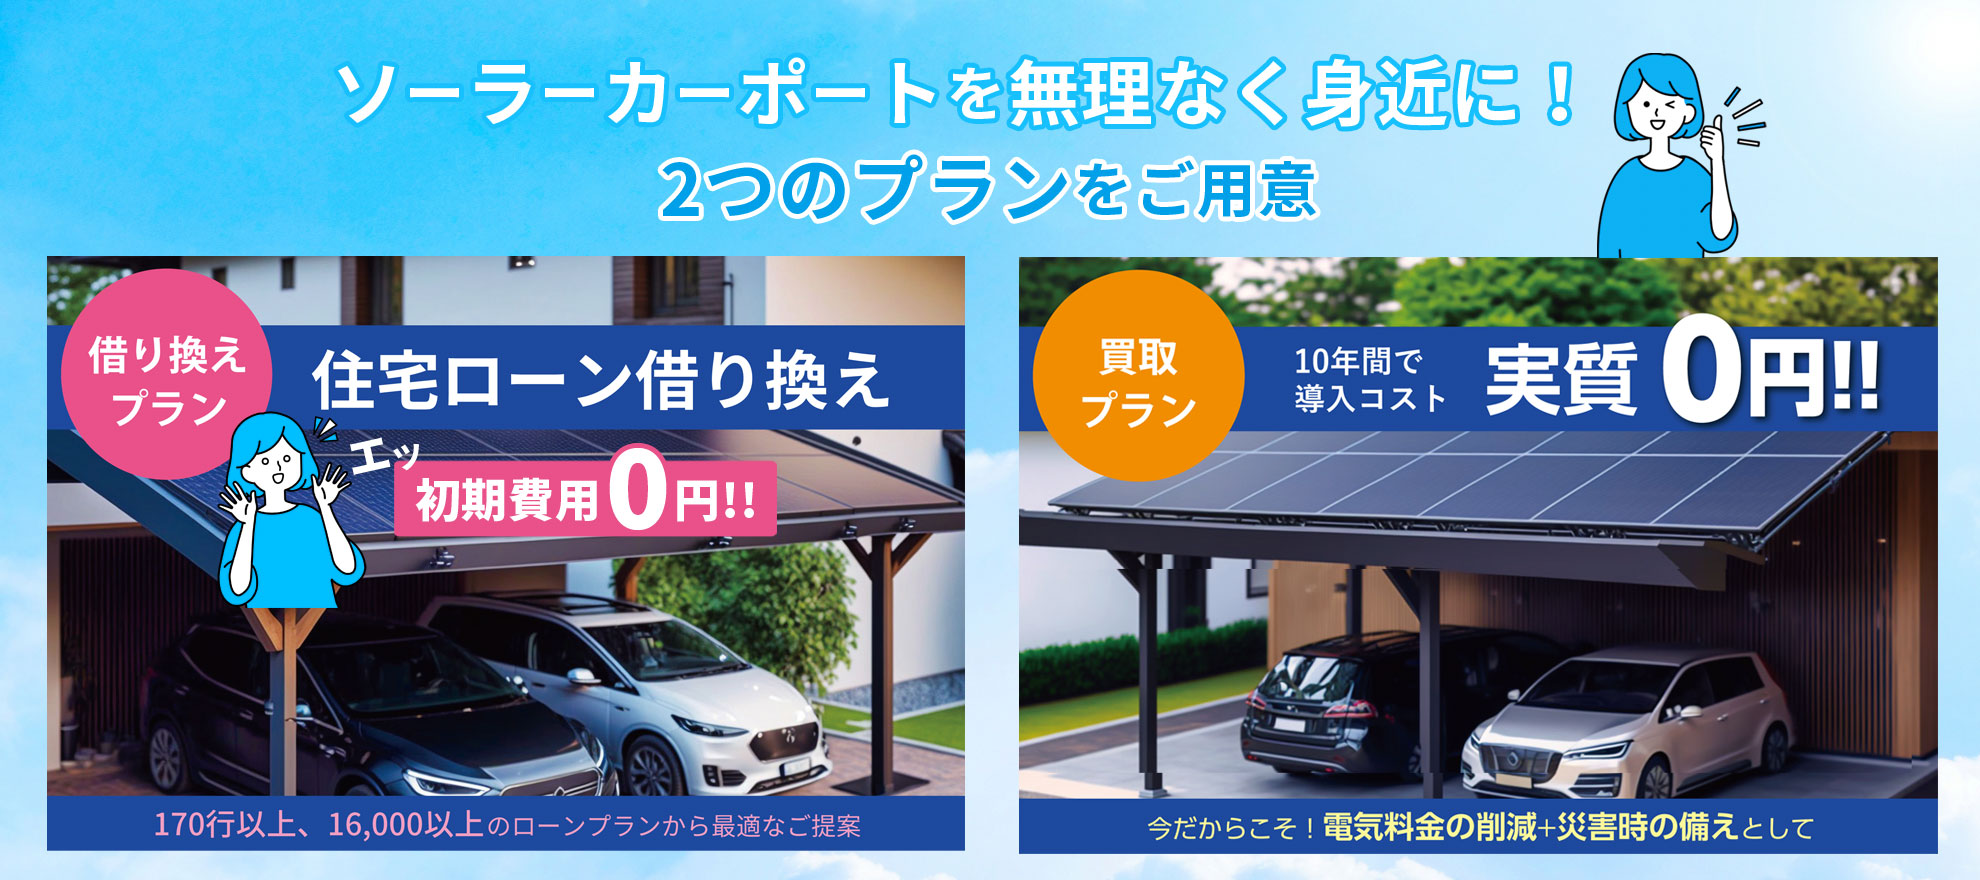 ソーラーカーポートを無理なく身近に！
2つのプランをご用意
借り換え
プラン
住宅ローン借り換え
エッ
初期費用0円!!
170行以上、16,000以上のローンプランから最適なご提案
買取
プラン
10年間で
導入コスト
実質0円!!
今だからこそ！電気料金の削減+災害時の備えとして